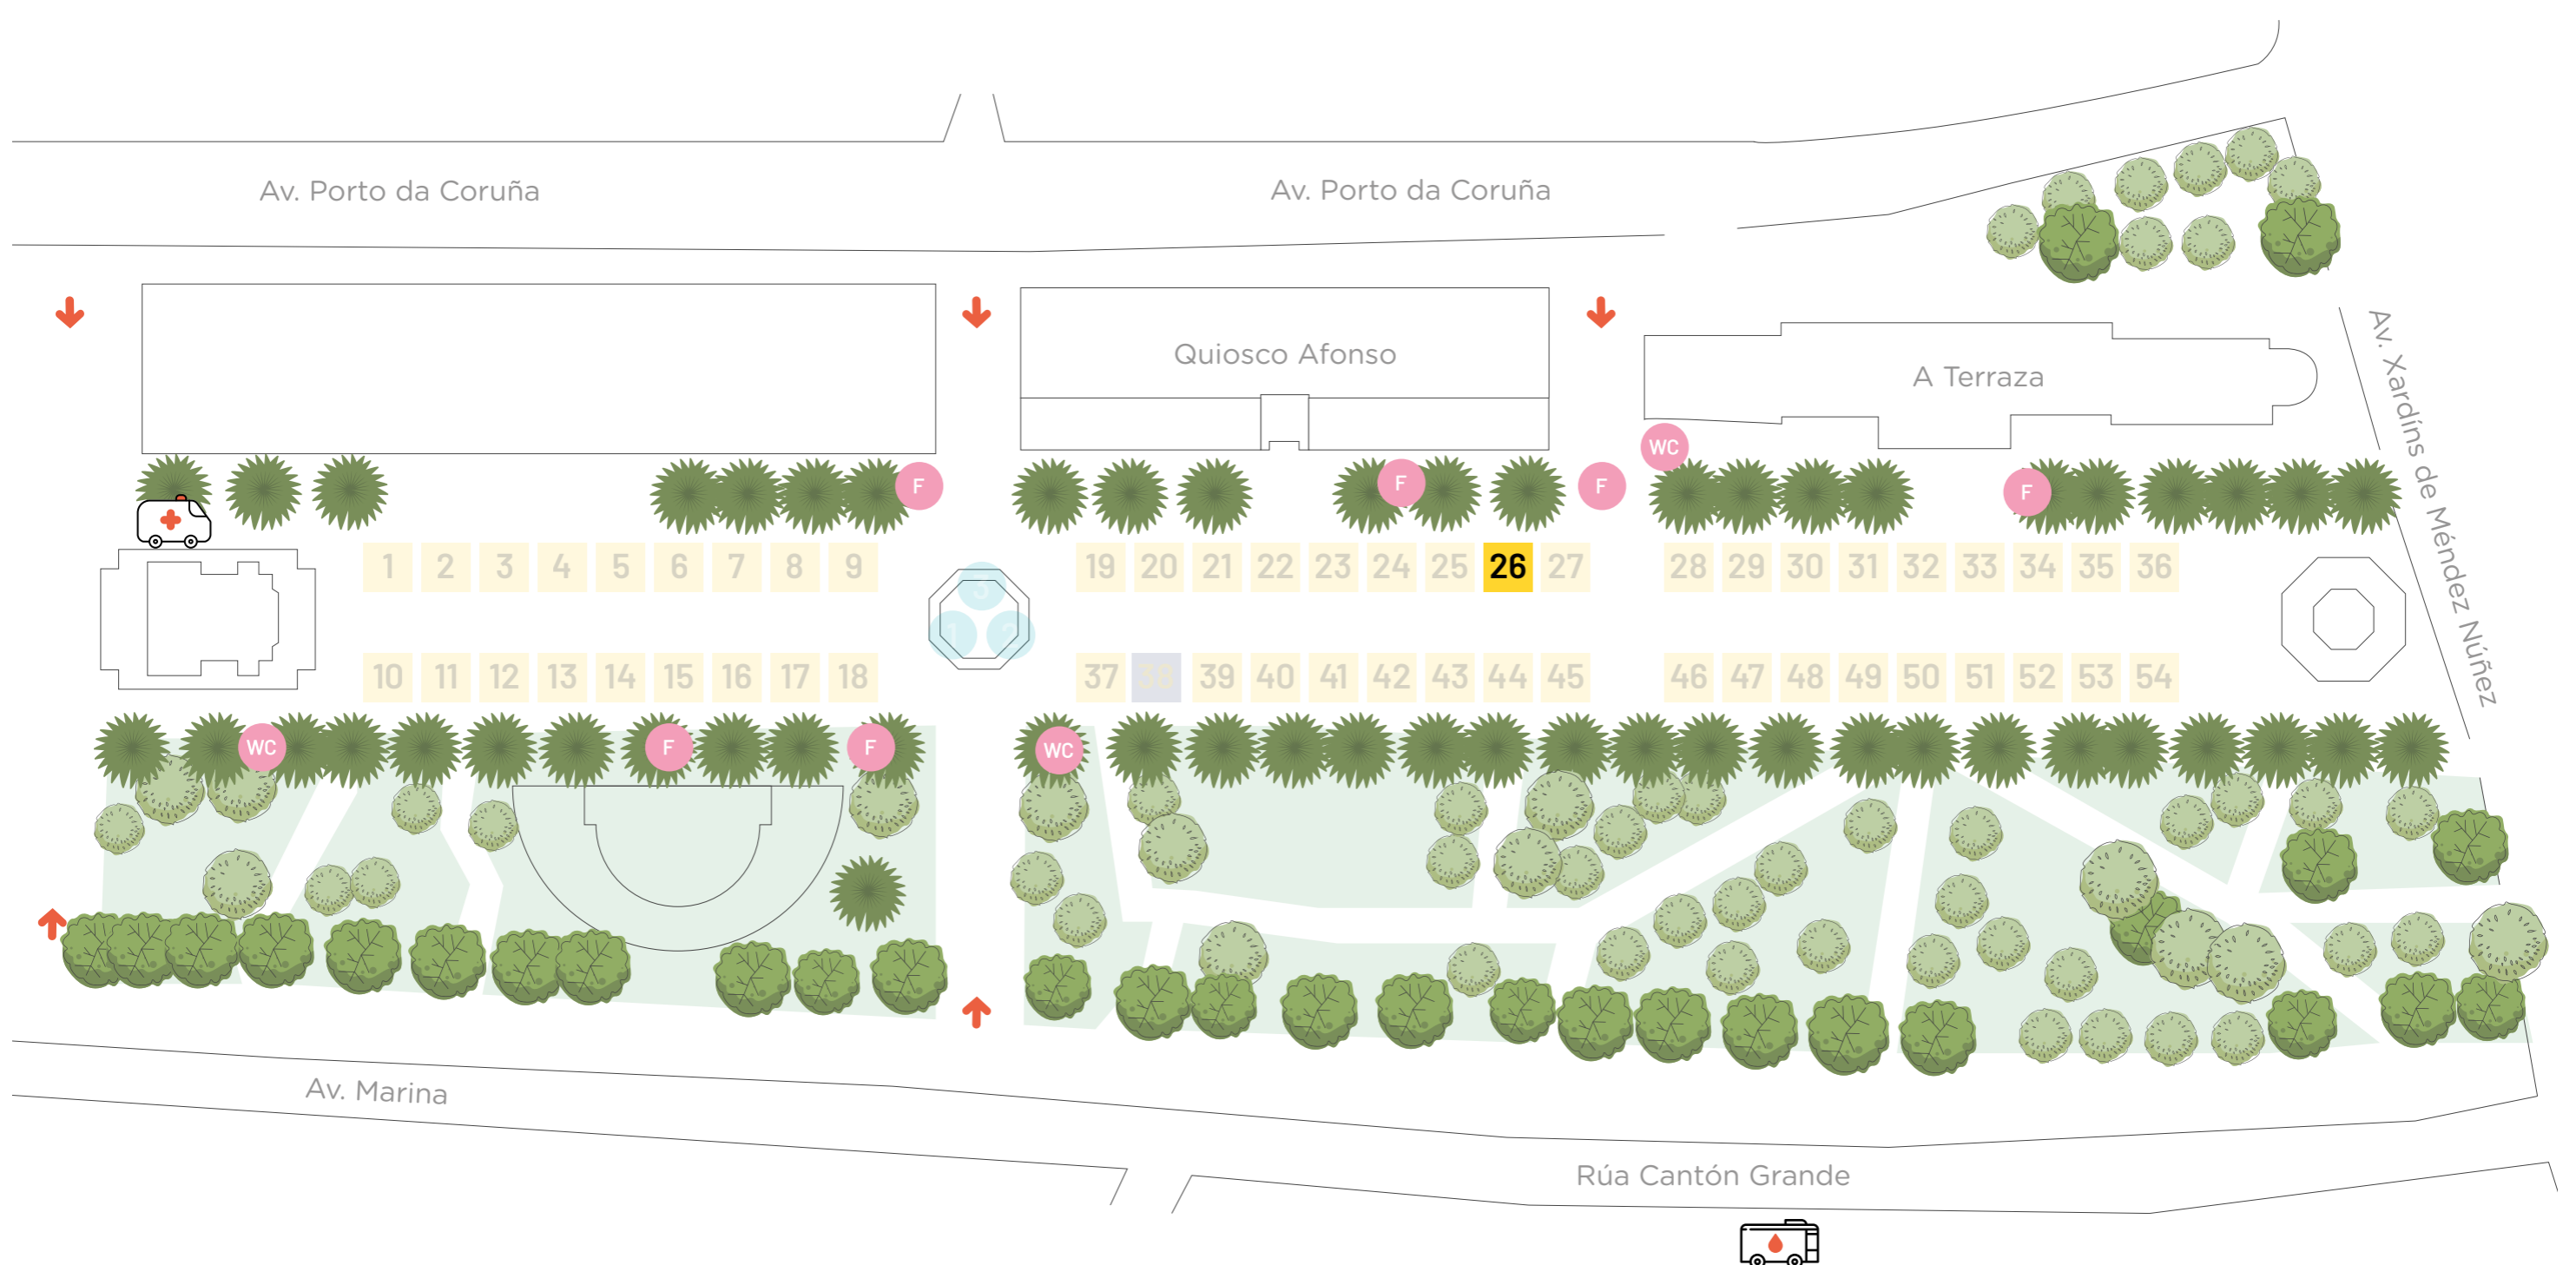 Av. Porto da Coruña
Av. Porto da Coruña
Quiosco Afonso
A Terraza
Av. Xardíns de Méndez Núñez
WC
F
F
F
F
1 2 3 4 5 6 7 8 9
19 20 21 22 23 24 25 26 27
28 29 30 31 32 33 34 35 36
3
1 2
10 11 12 13 14 15 16 17 18
37 38 39 40 41 42 43 44 45
46 47 48 49 50 51 52 53 54
WC
F
F
WC
Av. Marina
Rúa Cantón Grande